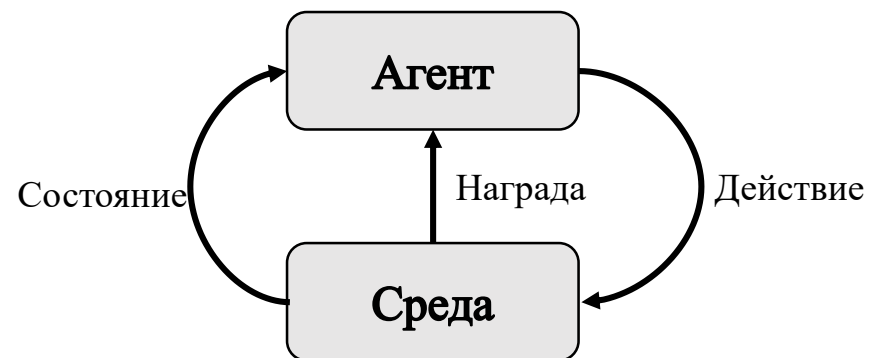 Агент
Состояние
Награда
Действие
Среда